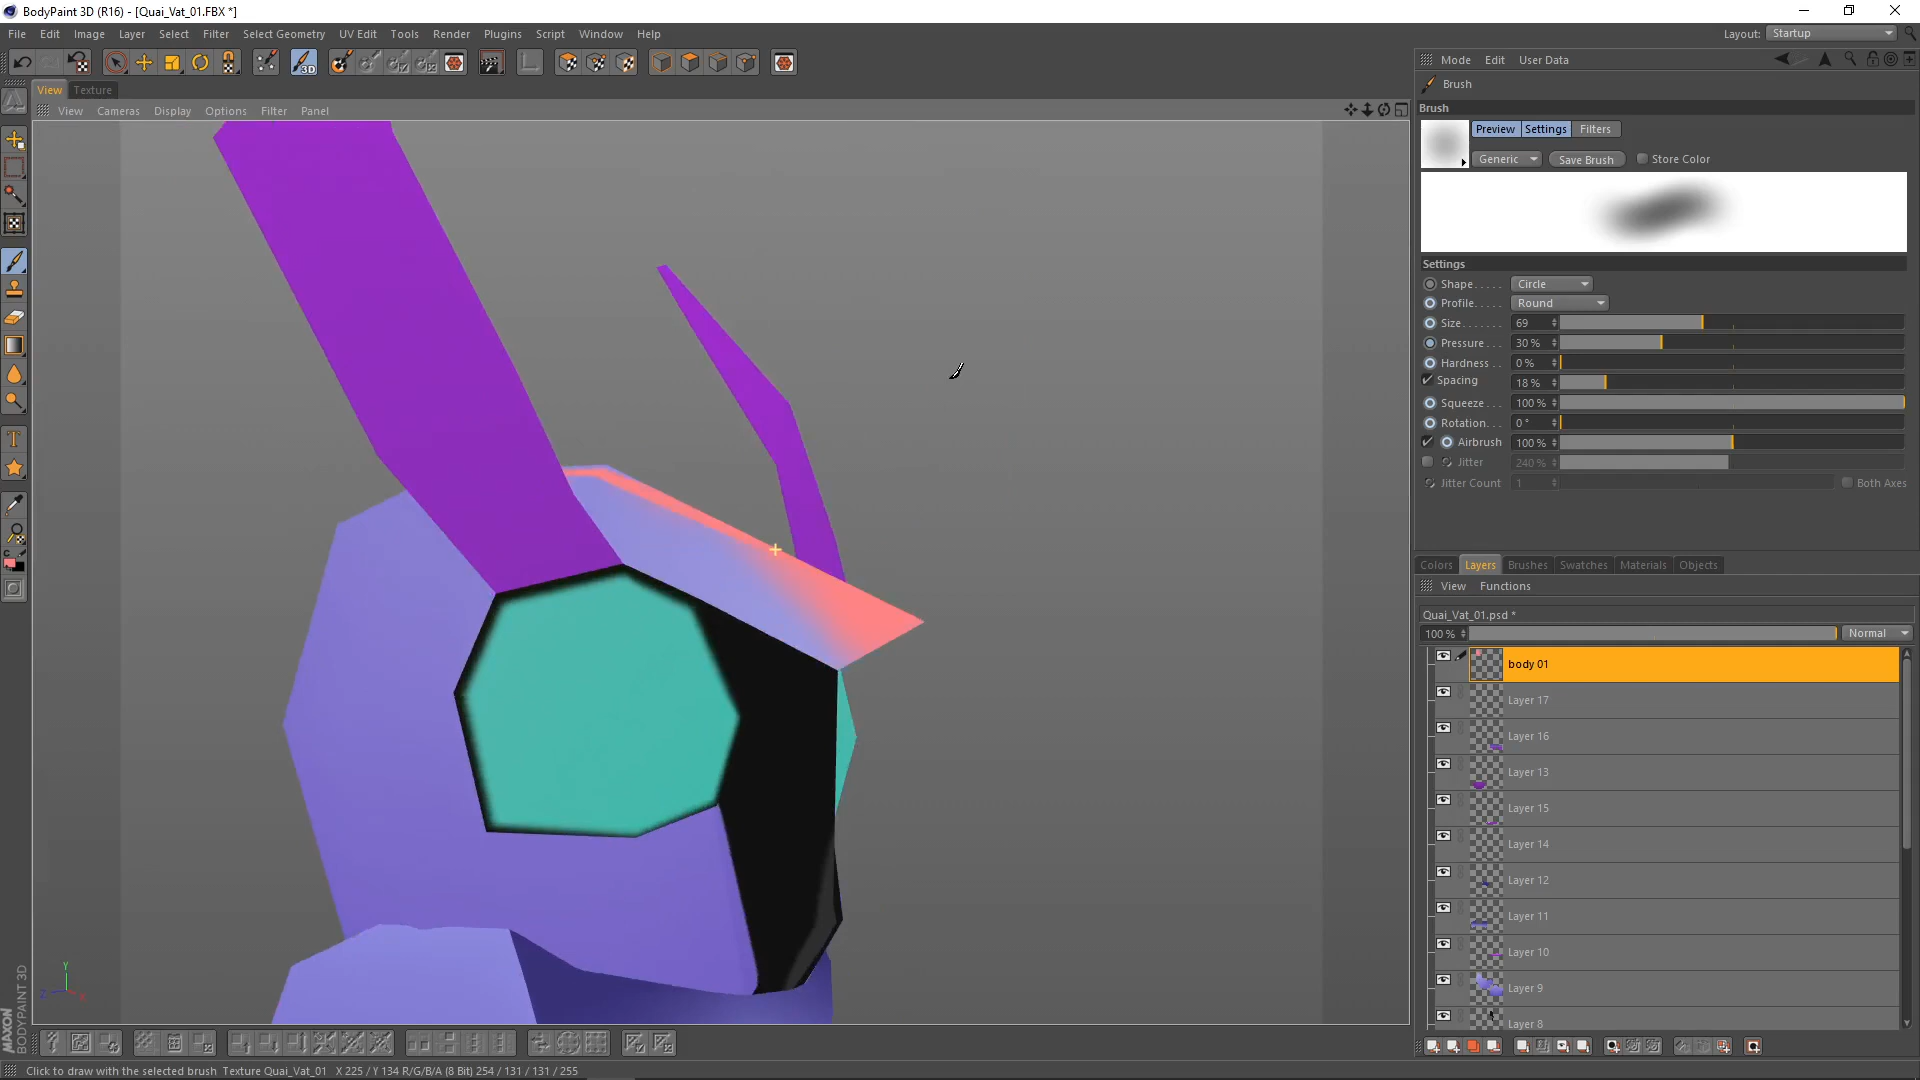 BodyPaint 3D (R16) - [Quai_Vat_01.FBX *]
File Edit Image Layer Select Filter Select Geometry UV Edit Tools Render Plugins Script Window Help
Layout: Startup
View Texture
View Cameras Display Options Filter Panel
Mode Edit User Data
Brush
Brush
Preview Settings Filters
Generic Save Brush Store Color
Settings
Shape..... Circle
Profile..... Round
Size....... 69
Pressure... 30 %
Hardness.. 0 %
Spacing 18 %
Squeeze... 100 %
Rotation... 0 °
Airbrush 100 %
Jitter 240 %
Jitter Count 1 Both Axes
Colors Layers Brushes Swatches Materials Objects
View Functions
Quai_Vat_01.psd *
100 % Normal
body 01
Layer 17
Layer 16
Layer 13
Layer 15
Layer 14
Layer 12
Layer 11
Layer 10
Layer 9
Layer 8
Y
Z X
MAXON
BODYPAINT 3D
Click to draw with the selected brush Texture Quai_Vat_01 X 225 / Y 134 R/G/B/A (8 Bit) 254 / 131 / 131 / 255